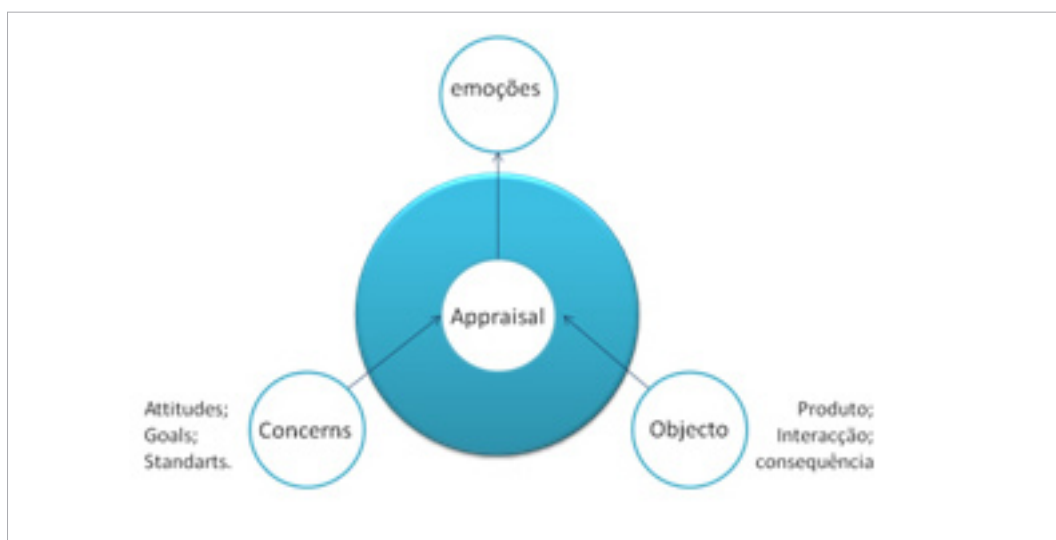 emoções
Appraisal
Attitudes;
Goals;
Standarts.
Concerns
Objecto
Produto;
Interacção;
consequência